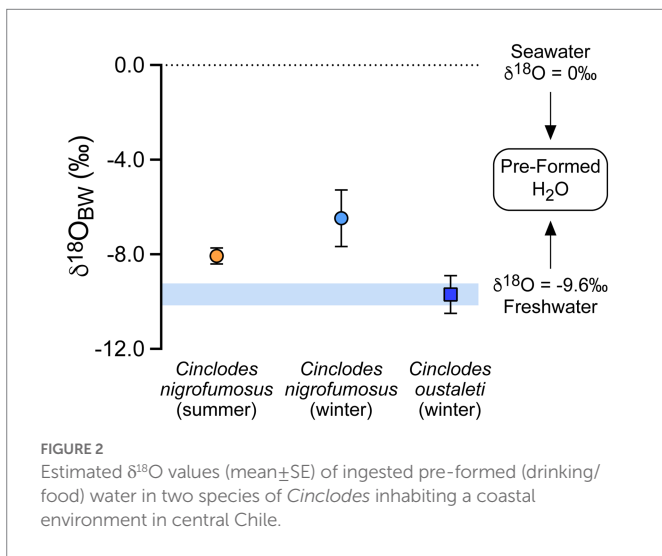 Seawater
δ18O = 0‰
0.0
-4.0
-8.0
-12.0
δ18OBW (‰)
Pre-Formed
H2O
δ18O = -9.6‰
Freshwater
Cinclodes
nigrofumosus
(summer)
Cinclodes
nigrofumosus
(winter)
Cinclodes
oustaleti
(winter)
FIGURE 2
Estimated δ18O values (mean±SE) of ingested pre-formed (drinking/
food) water in two species of Cinclodes inhabiting a coastal
environment in central Chile.